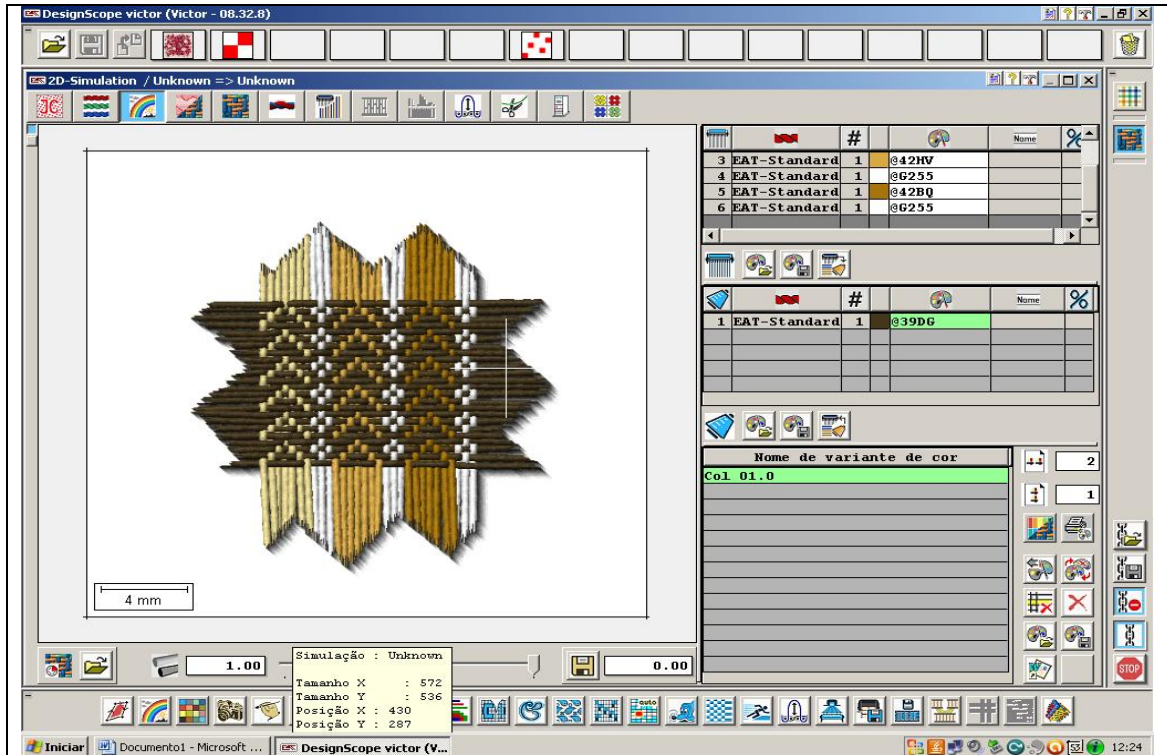 DesignScope victor (Victor - 08.32.8)
2D-Simulation / Unknown => Unknown
# Name %
3 EAT-Standard 1 @42HV
4 EAT-Standard 1 @G255
5 EAT-Standard 1 @42BQ
6 EAT-Standard 1 @G255
# Name %
1 EAT-Standard 1 @39DG
Nome de variante de cor
2
Col 01.0
1
4 mm
1.00
0.00
STOP
Simulação : Unknown
Tamanho X : 572
Tamanho Y : 536
Posição X : 430
Posição Y : 287
auto
Iniciar
Documento1 - Microsoft ...
DesignScope victor (V...
12:24